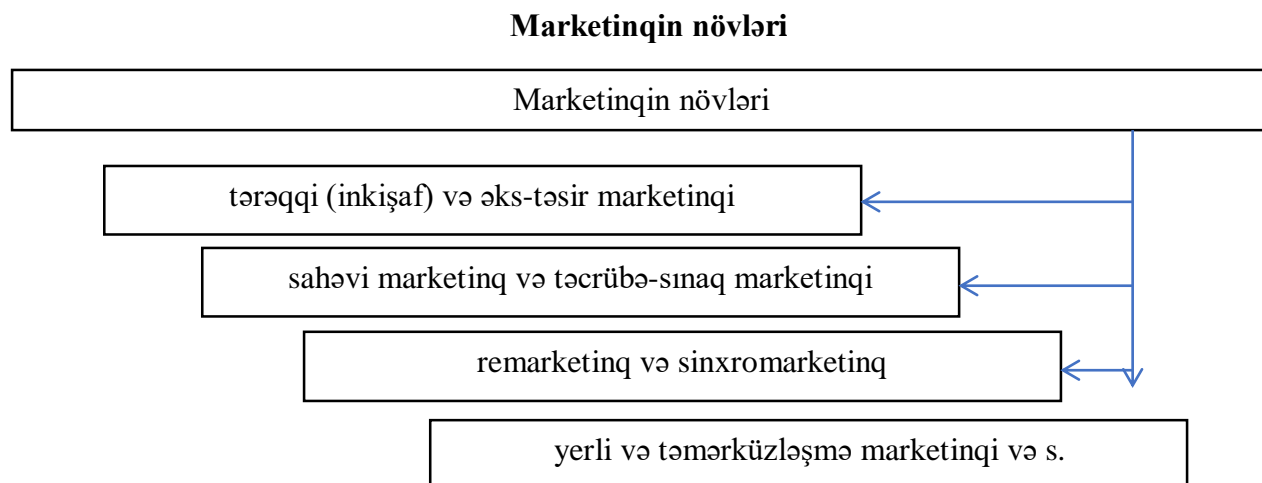 Marketinqin növləri
Marketinqin növləri
tərəqqi (inkişaf) və əks-təsir marketinqi
sahəvi marketinq və təcrübə-sınaq marketinqi
remarketinq və sinxromarketinq
yerli və təmərküzləşmə marketinqi və s.